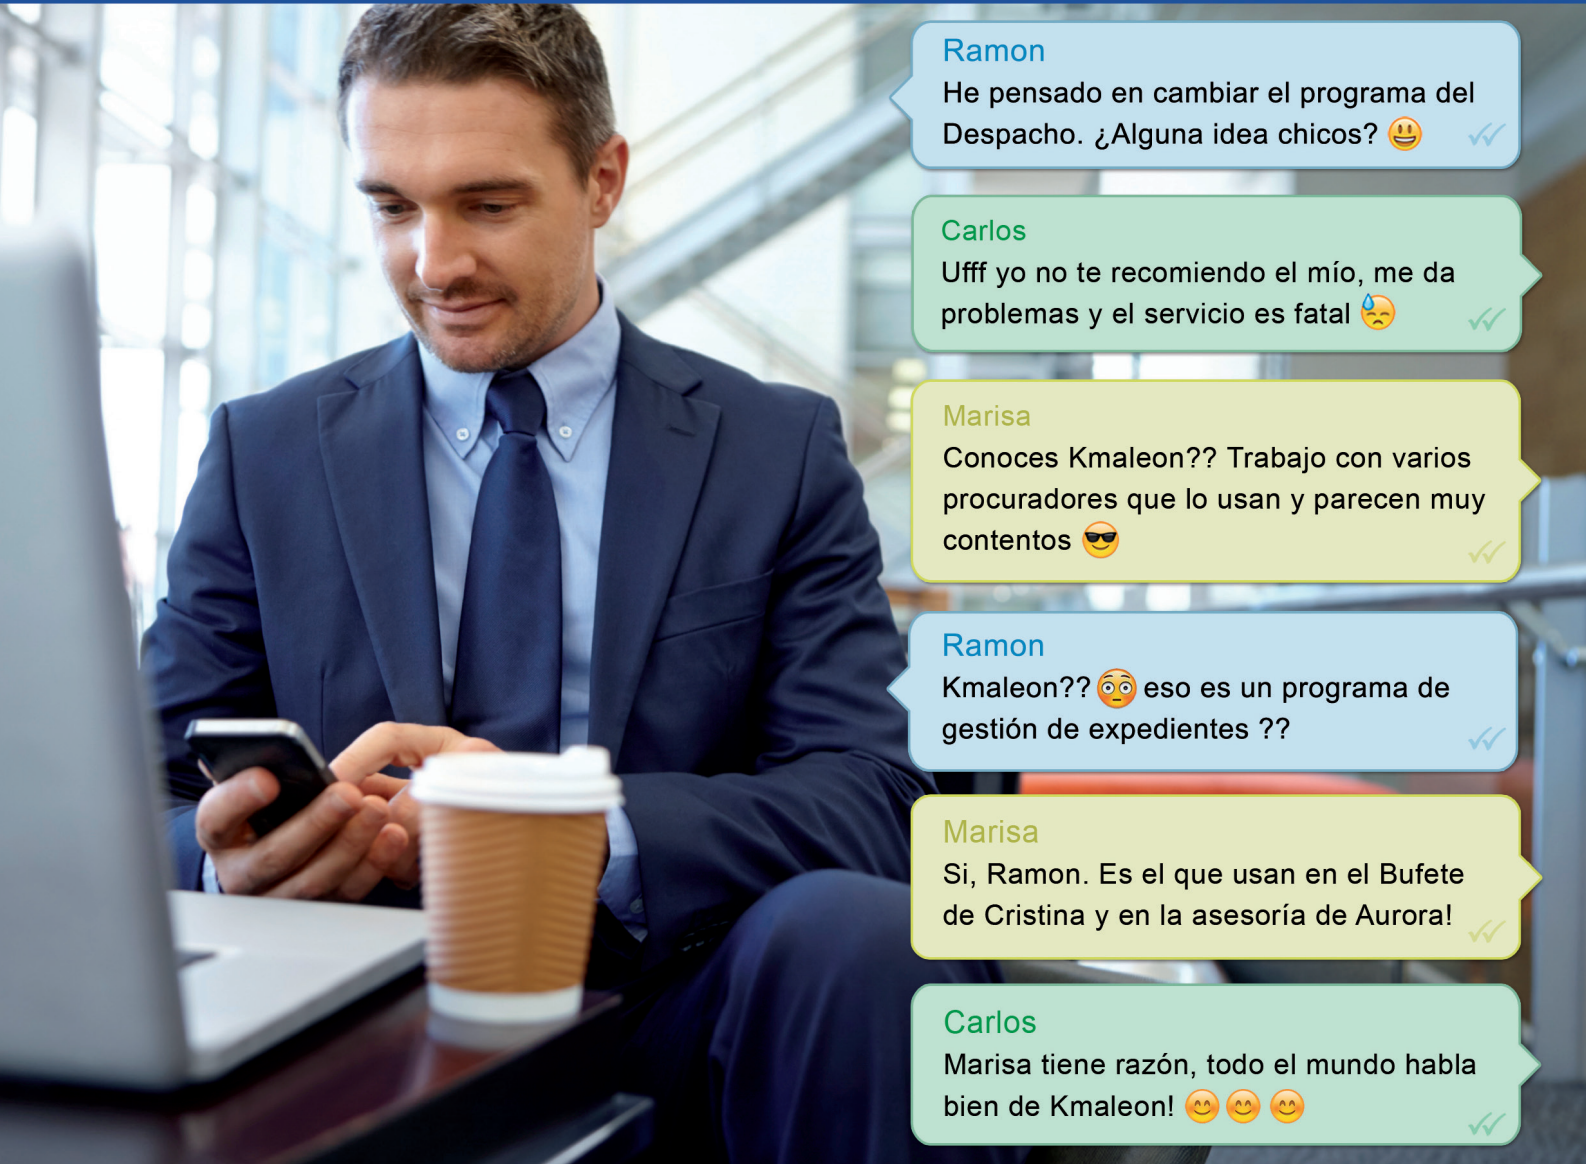 Ramon
He pensado en cambiar el programa del
Despacho. ¿Alguna idea chicos? 😃
Carlos
Ufff yo no te recomiendo el mío, me da
problemas y el servicio es fatal 😓
Marisa
Conoces Kmaleon?? Trabajo con varios
procuradores que lo usan y parecen muy
contentos 😎
Ramon
Kmaleon?? 😳 eso es un programa de
gestión de expedientes ??
Marisa
Si, Ramon. Es el que usan en el Bufete
de Cristina y en la asesoría de Aurora!
Carlos
Marisa tiene razón, todo el mundo habla
bien de Kmaleon! 😊 😊 😊